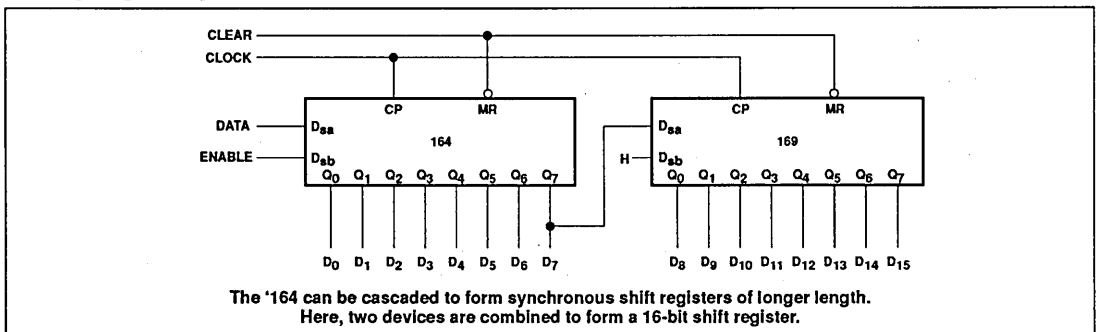 CLEAR
CLOCK
CP MR CP MR
DATA Dsa 164 Dsa 169
ENABLE Dsb H Dsb
Q0 Q1 Q2 Q3 Q4 Q5 Q6 Q7 Q0 Q1 Q2 Q3 Q4 Q5 Q6 Q7
D0 D1 D2 D3 D4 D5 D6 D7 D8 D9 D10 D11 D12 D13 D14 D15
The '164 can be cascaded to form synchronous shift registers of longer length.
Here, two devices are combined to form a 16-bit shift register.